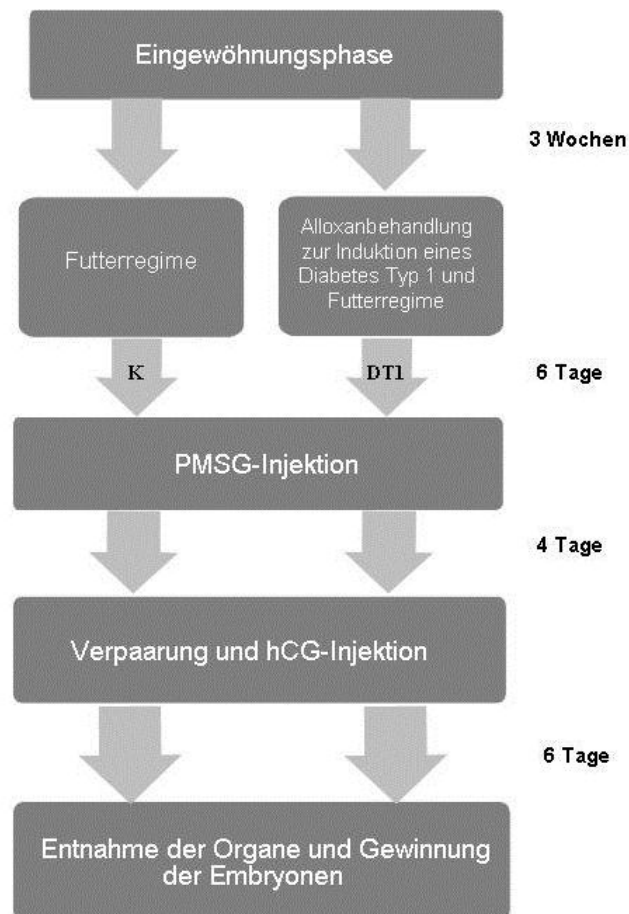 Eingewöhnungsphase
3 Wochen
Futterregime
Alloxanbehandlung
zur Induktion eines
Diabetes Typ 1 und
Futterregime
K
DT1
6 Tage
PMSG-Injektion
4 Tage
Verpaarung und hCG-Injektion
6 Tage
Entnahme der Organe und Gewinnung
der Embryonen